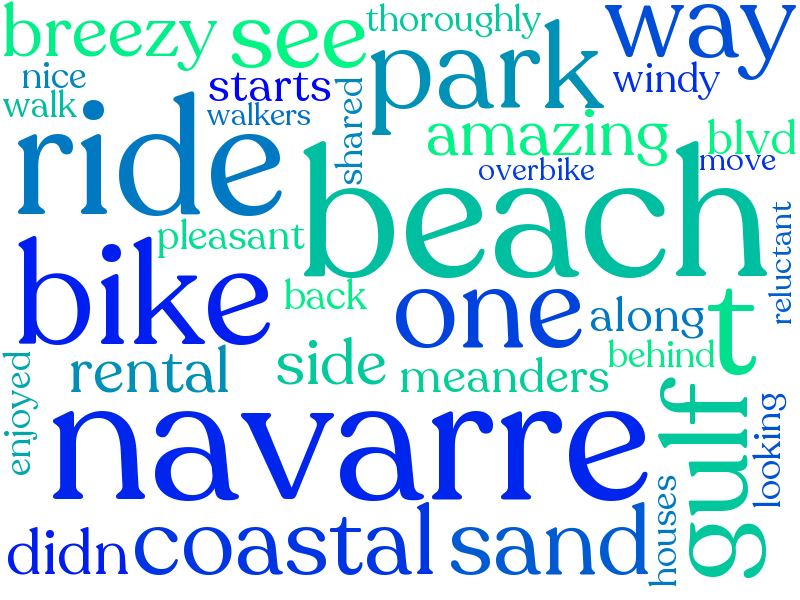 breezy
see
thoroughly
way
nice
starts
park
windy
walk
walkers
shared
amazing
blvd
ride
overbike
move
beach
pleasant
reluctant
bike
back
one
along
t
enjoyed
rental
side
meanders
behind
navarre
gulf
looking
didn
coastal
sand
houses